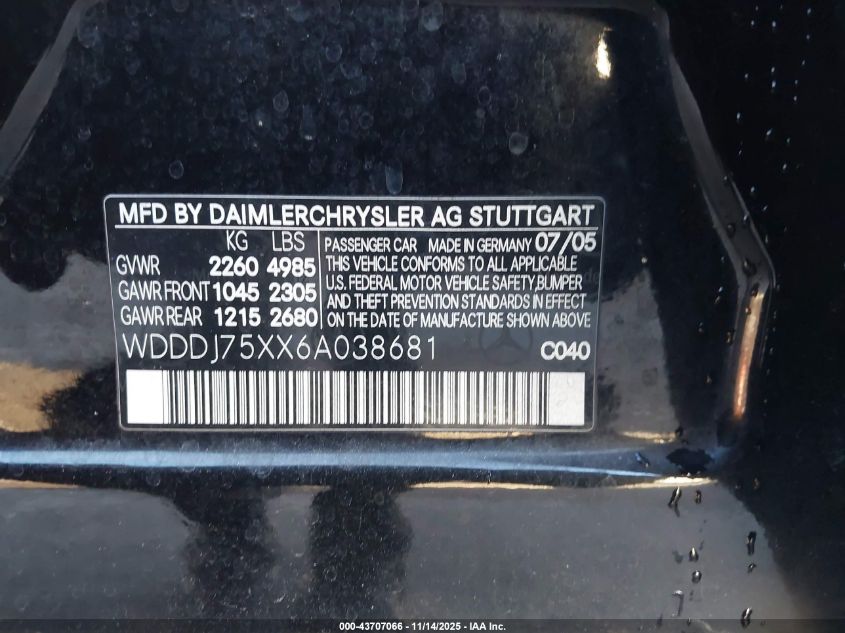 MFD BY DAIMLERCHRYSLER AG STUTTGART
KG LBS
GVWR 2260 4985
GAWR FRONT 1045 2305
GAWR REAR 1215 2680
PASSENGER CAR MADE IN GERMANY 07/05
THIS VEHICLE CONFORMS TO ALL APPLICABLE
U.S. FEDERAL MOTOR VEHICLE SAFETY, BUMPER
AND THEFT PREVENTION STANDARDS IN EFFECT
ON THE DATE OF MANUFACTURE SHOWN ABOVE
WDDDJ75XX6A038681 C040
000-43707066 - 11/14/2025 - IAA Inc.